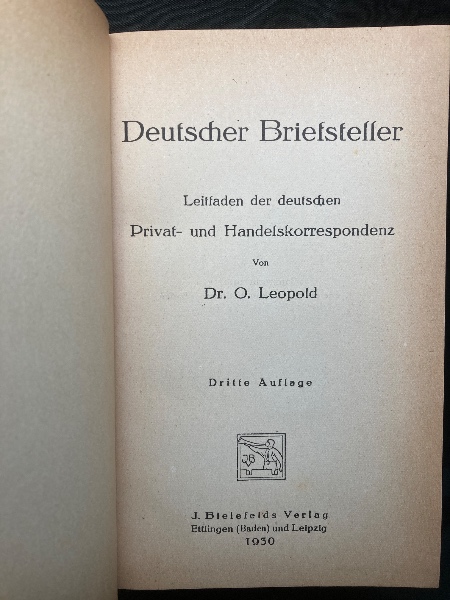 Deutscher Briefsteller
Leitfaden der deutschen
Privat- und Handelskorrespondenz
Von
Dr. O. Leopold
Dritte Auflage
JB
J. Bielefelds Verlag
Ettlingen (Baden) und Leipzig
1930